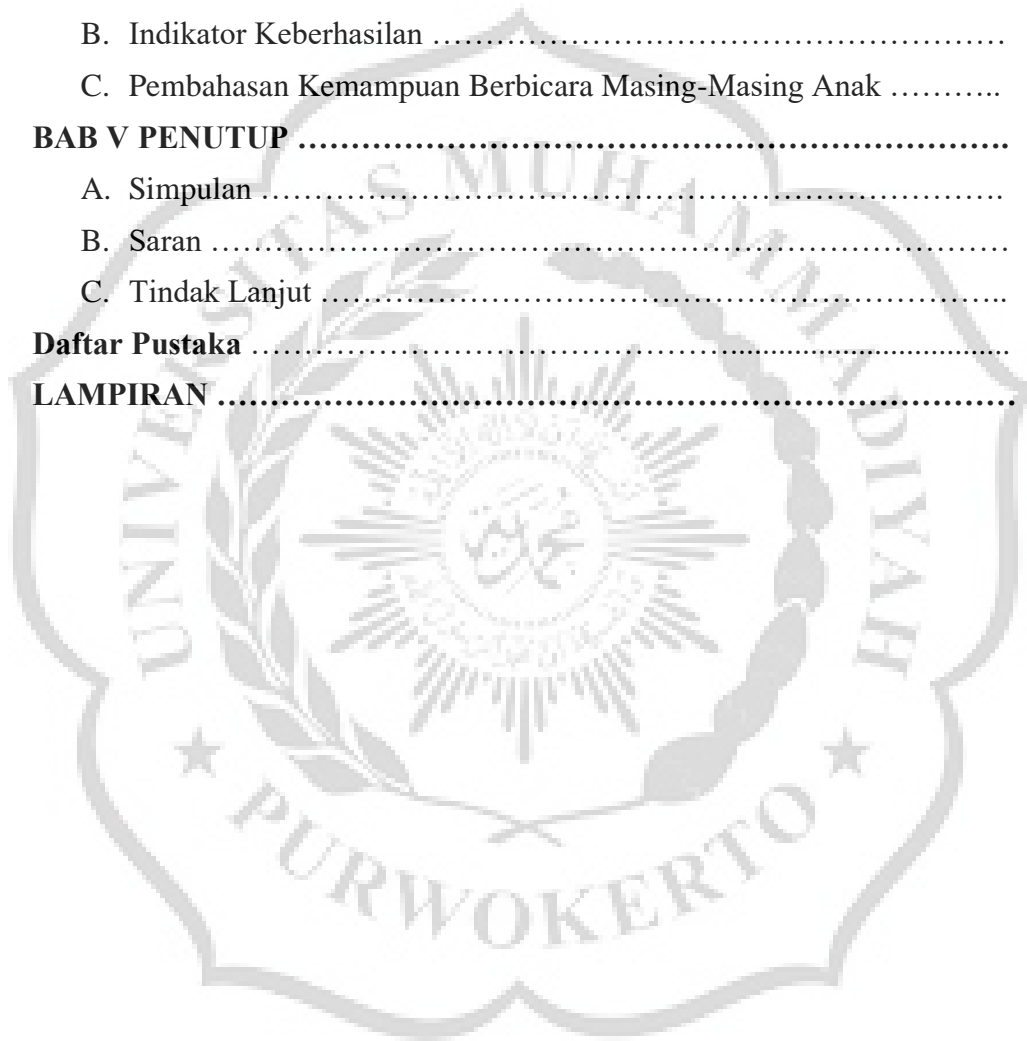 B. Indikator Keberhasilan ……………………………………………
C. Pembahasan Kemampuan Berbicara Masing-Masing Anak ………..
BAB V PENUTUP ………………………………………………………….
A. Simpulan ………………………………………………………….
B. Saran ………………………………………………………………
C. Tindak Lanjut ……………………………………………………..
Daftar Pustaka ……………………………………...................................
LAMPIRAN …………………………………………………………………
UNIVERSITAS MUHAMMADIYAH
PURWOKERTO